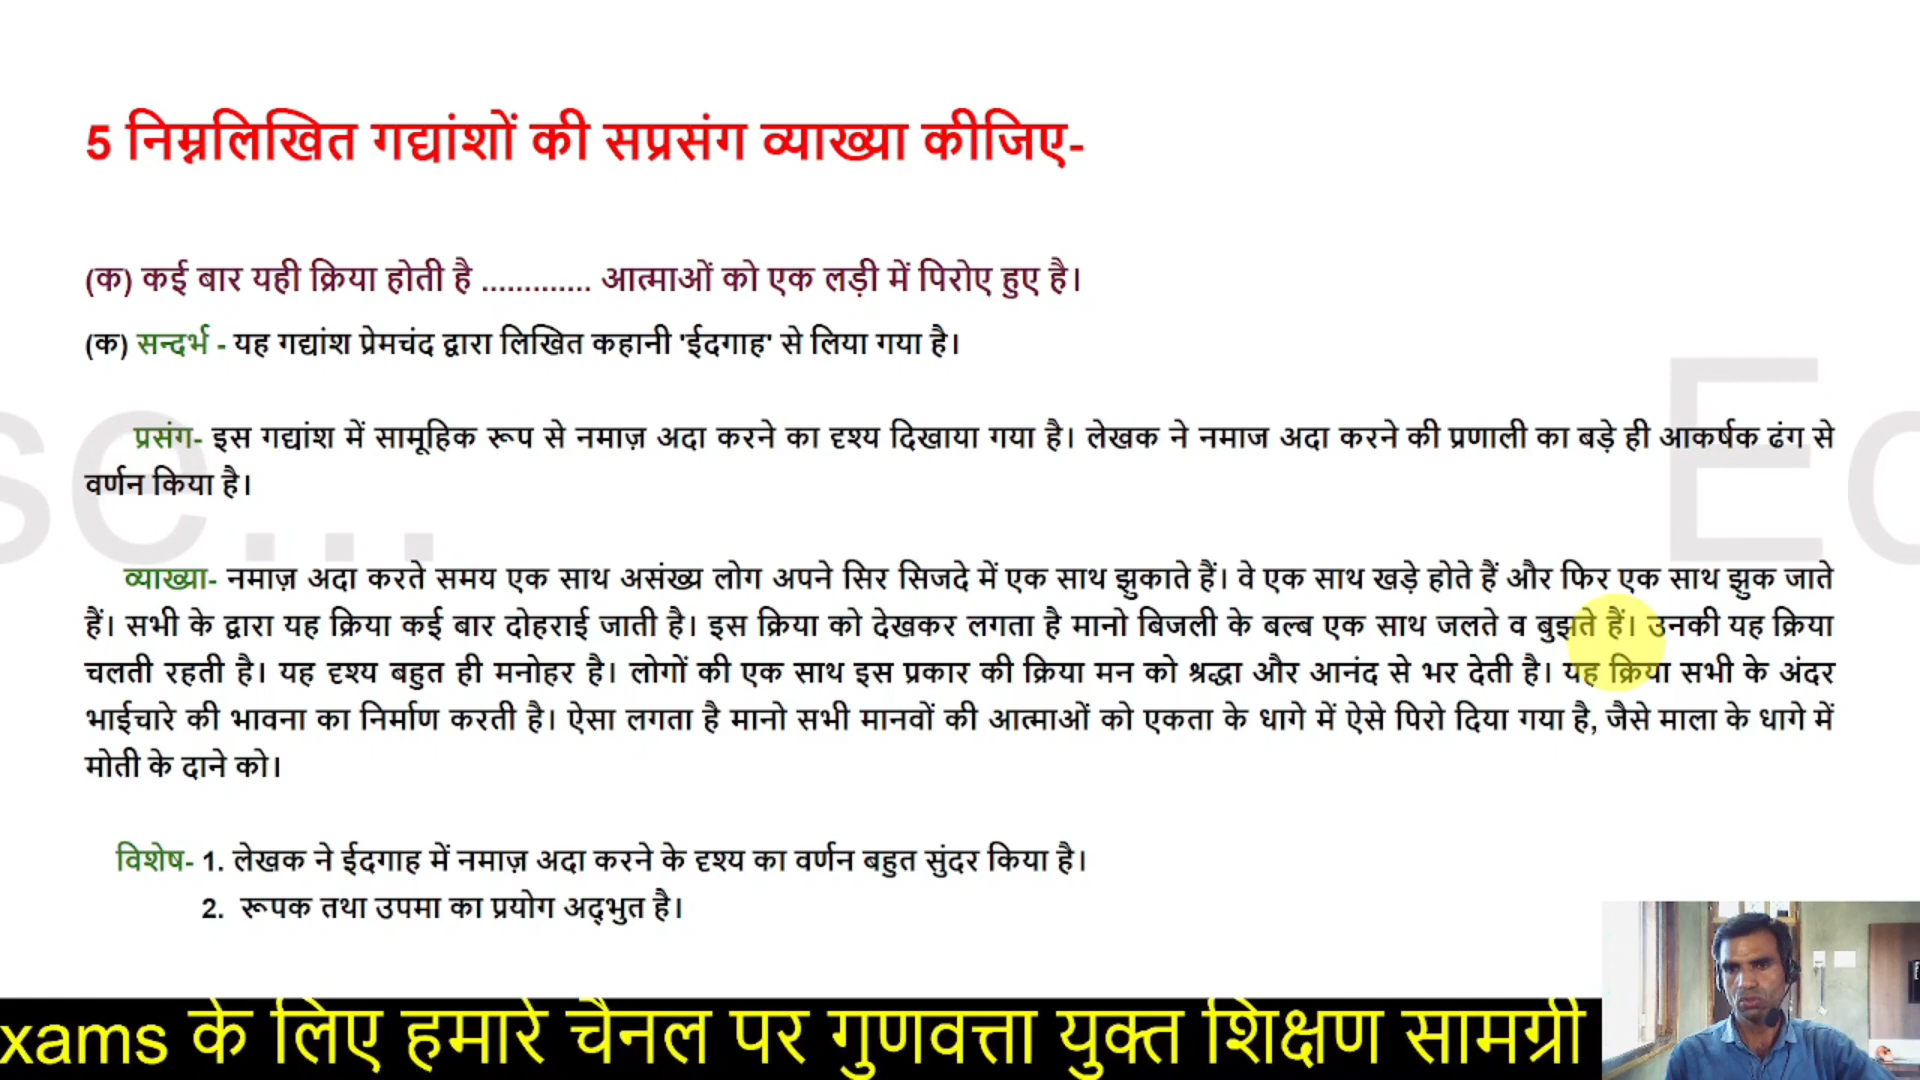 5 निम्नलिखित गद्यांशों की सप्रसंग व्याख्या कीजिए-
(क) कई बार यही क्रिया होती है ............. आत्माओं को एक लड़ी में पिरोए हुए है।
(क) सन्दर्भ - यह गद्यांश प्रेमचंद द्वारा लिखित कहानी 'ईदगाह' से लिया गया है।
se... Ec
प्रसंग- इस गद्यांश में सामूहिक रूप से नमाज़ अदा करने का दृश्य दिखाया गया है। लेखक ने नमाज अदा करने की प्रणाली का बड़े ही आकर्षक ढंग से
वर्णन किया है।
व्याख्या- नमाज़ अदा करते समय एक साथ असंख्य लोग अपने सिर सिजदे में एक साथ झुकाते हैं। वे एक साथ खड़े होते हैं और फिर एक साथ झुक जाते
हैं। सभी के द्वारा यह क्रिया कई बार दोहराई जाती है। इस क्रिया को देखकर लगता है मानो बिजली के बल्ब एक साथ जलते व बुझते हैं। उनकी यह क्रिया
चलती रहती है। यह दृश्य बहुत ही मनोहर है। लोगों की एक साथ इस प्रकार की क्रिया मन को श्रद्धा और आनंद से भर देती है। यह क्रिया सभी के अंदर
भाईचारे की भावना का निर्माण करती है। ऐसा लगता है मानो सभी मानवों की आत्माओं को एकता के धागे में ऐसे पिरो दिया गया है, जैसे माला के धागे में
मोती के दाने को।
विशेष- 1. लेखक ने ईदगाह में नमाज़ अदा करने के दृश्य का वर्णन बहुत सुंदर किया है।
2. रूपक तथा उपमा का प्रयोग अद्‌भुत है।
xams के लिए हमारे चैनल पर गुणवत्ता युक्त शिक्षण सामग्री